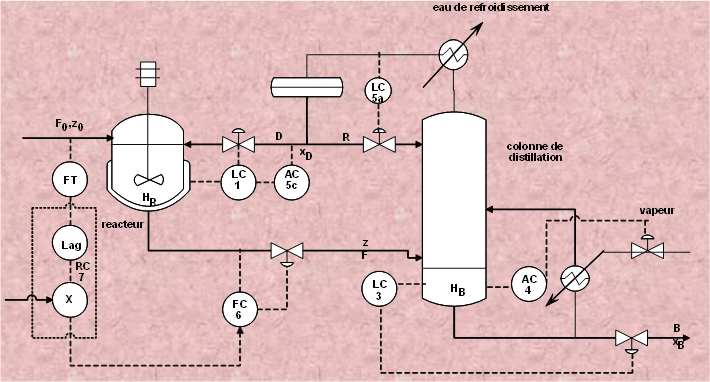 eau de refroidissement
LC
5a
F0,z0
D
R
xD
colonne de
distillation
FT
LC
1
AC
5c
HR
reacteur
vapeur
Lag
z
F
RC
7
X
FC
6
LC
3
HB
AC
4
B
xB